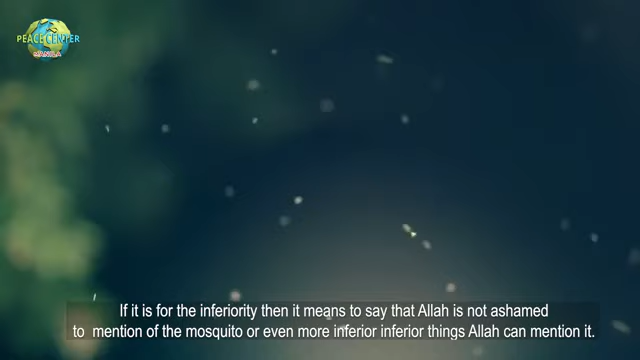 PEACE CENTER
MANILA
If it is for the inferiority then it means to say that Allah is not ashamed
to mention of the mosquito or even more inferior inferior things Allah can mention it.